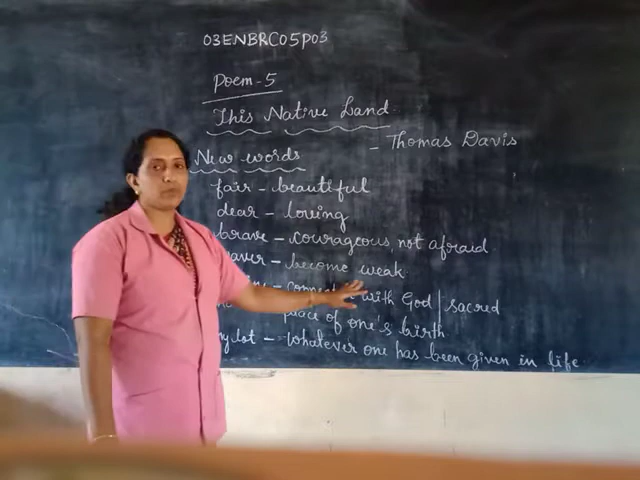 03ENBRC05P03
Poem-5
This Native Land
- Thomas Davis
New words
fair - beautiful
dear - loving
brave - courageous, not afraid
waver - become weak
- with God / sacred
place of one's birth
my lot - whatever one has been given in life